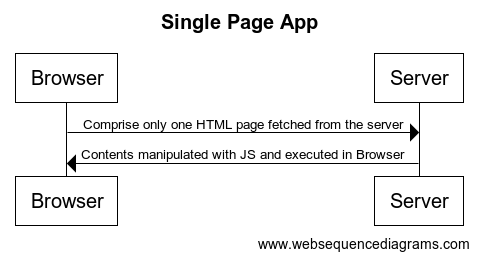 Single Page App
Browser
Server
Comprise only one HTML page fetched from the server
Contents manipulated with JS and executed in Browser
Browser
Server
www.websequencediagrams.com